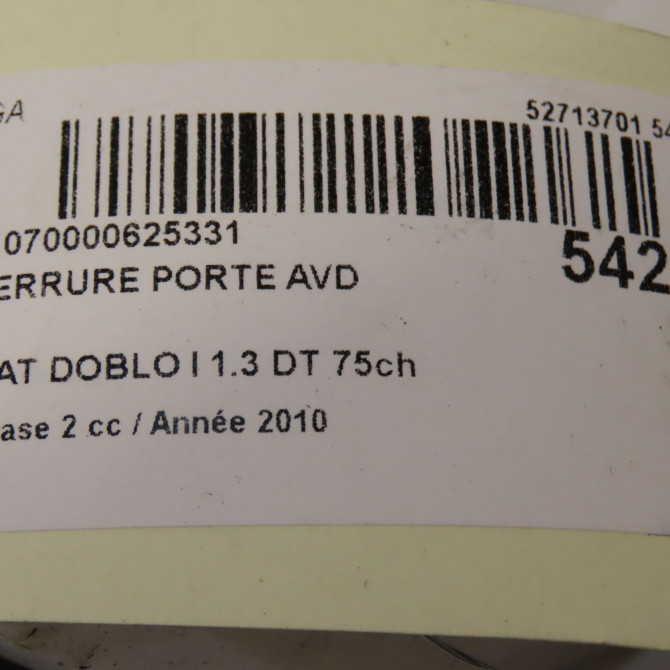 GA
52713701 54
070000625331
542
ERRURE PORTE AVD
AT DOBLO I 1.3 DT 75ch
ase 2 cc / Année 2010